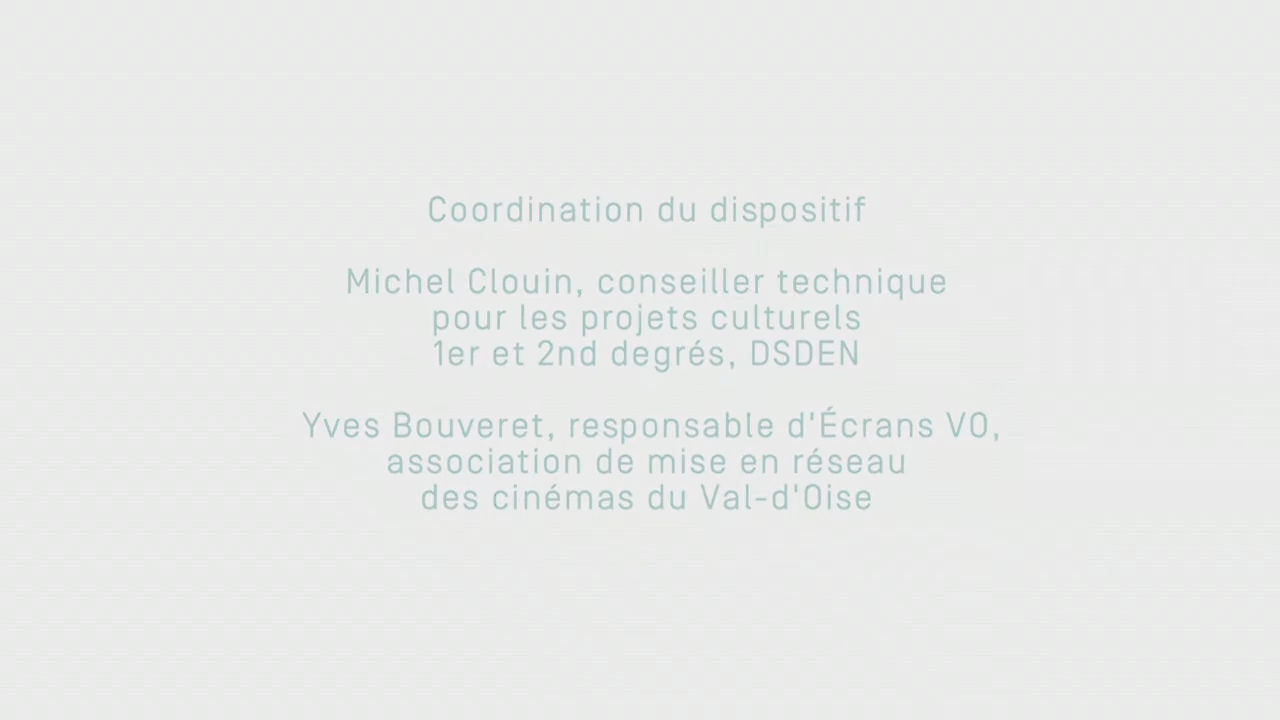 Coordination du dispositif
Michel Clouin, conseiller technique
pour les projets culturels
1er et 2nd degrés, DSDEN
Yves Bouveret, responsable d'Écrans VO,
association de mise en réseau
des cinémas du Val-d'Oise